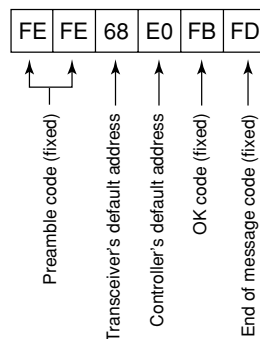 FE FE 68 E0 FB FD
Preamble code (fixed)
Transceiver's default address
Controller's default address
OK code (fixed)
End of message code (fixed)